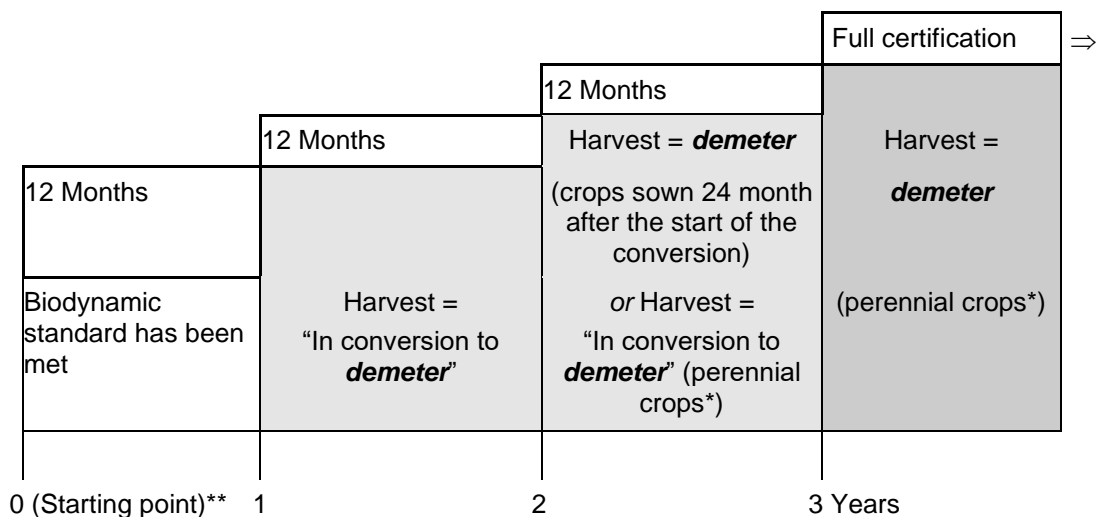 Full certification ⇒
12 Months
12 Months
12 Months
Harvest = demeter
(crops sown 24 month
after the start of the
conversion)
or Harvest =
“In conversion to
demeter” (perennial
crops*)
Harvest =
demeter
(perennial crops*)
Biodynamic
standard has been
met
Harvest =
“In conversion to
demeter”
0 (Starting point)** 1 2 3 Years